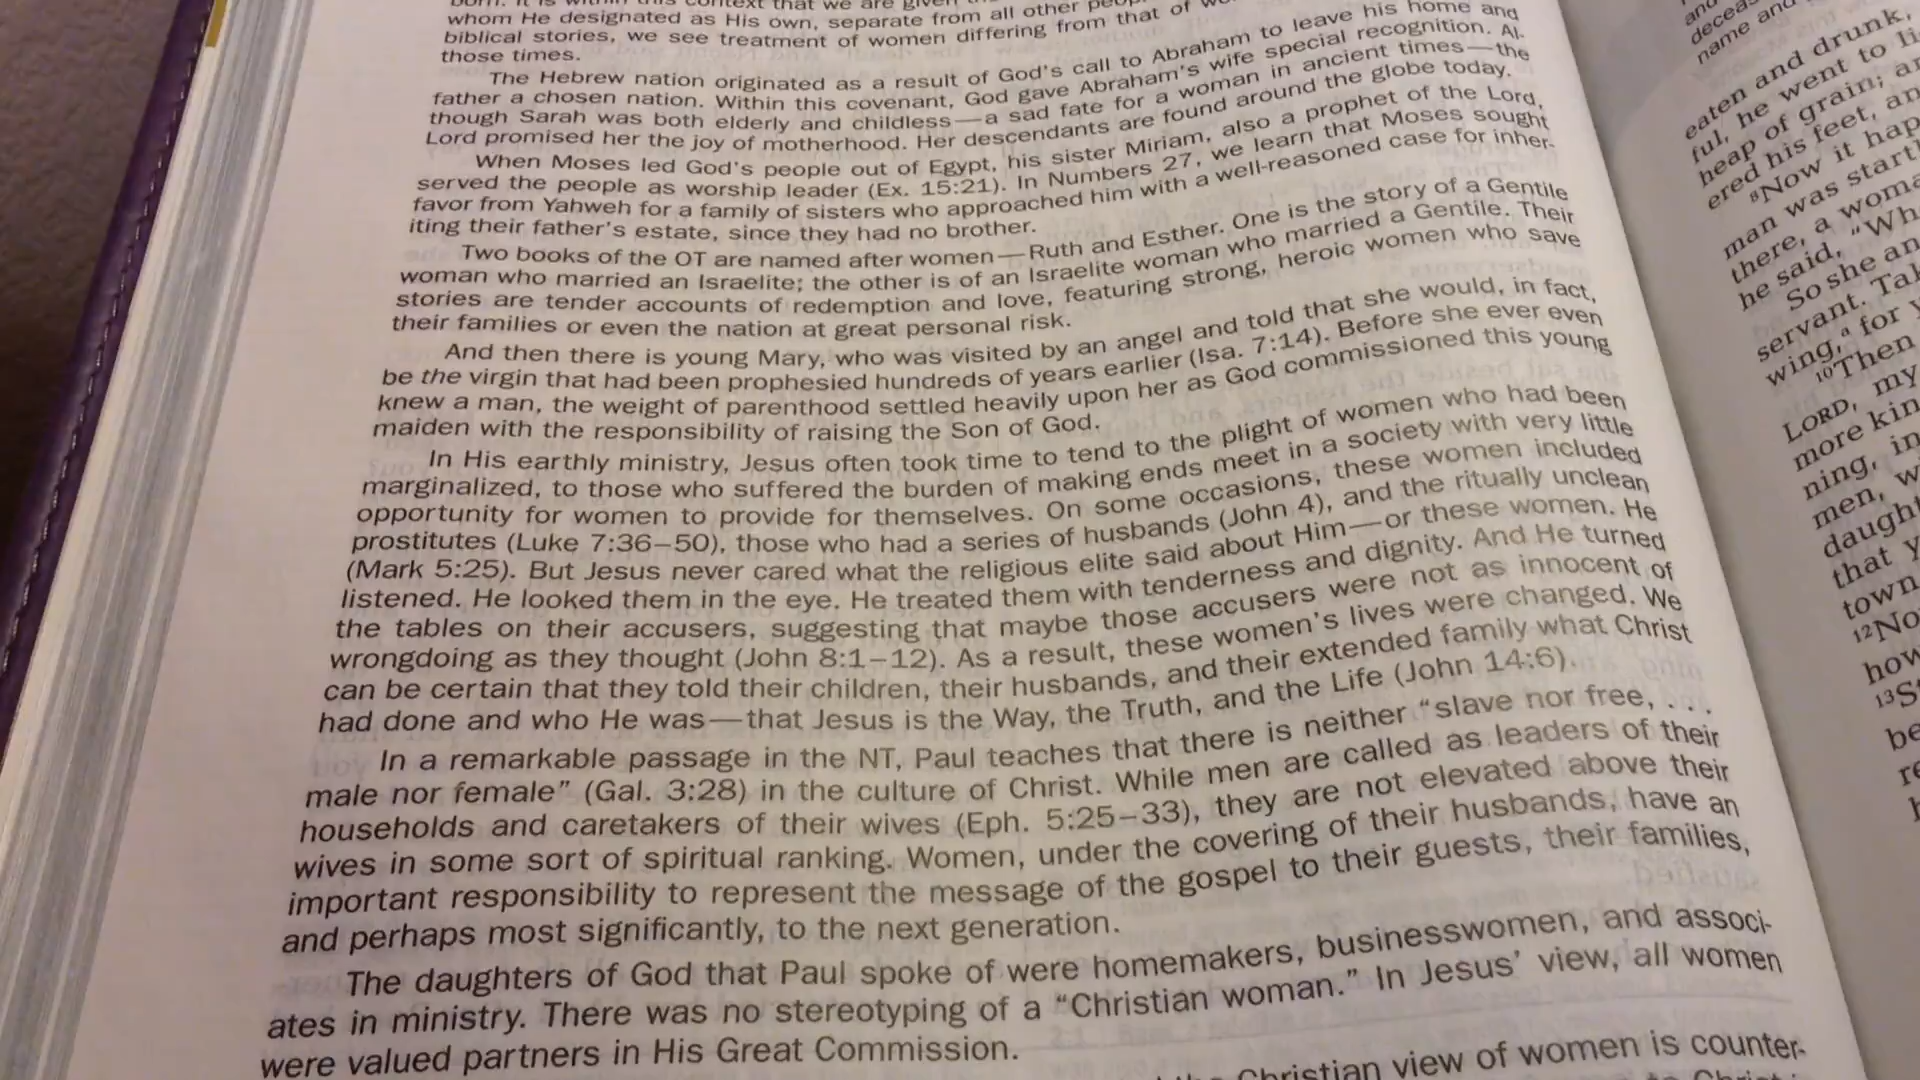 born. It is within this context that we are given the
whom He designated as His own, separate from all other
biblical stories, we see treatment of women differing from that of
those times.
The Hebrew nation originated as a result of God's call to Abraham to leave his home and
father a chosen nation. Within this covenant, God gave Abraham's wife special recognition. Al-
though Sarah was both elderly and childless—a sad fate for a woman in ancient times—the
Lord promised her the joy of motherhood. Her descendants are found around the globe today.
When Moses led God's people out of Egypt, his sister Miriam, also a prophet of the Lord,
served the people as worship leader (Ex. 15:21). In Numbers 27, we learn that Moses sought
favor from Yahweh for a family of sisters who approached him with a well-reasoned case for inher-
iting their father's estate, since they had no brother.
Two books of the OT are named after women—Ruth and Esther. One is the story of a Gentile
woman who married an Israelite; the other is of an Israelite woman who married a Gentile. Their
stories are tender accounts of redemption and love, featuring strong, heroic women who save
their families or even the nation at great personal risk.
And then there is young Mary, who was visited by an angel and told that she would, in fact,
be the virgin that had been prophesied hundreds of years earlier (Isa. 7:14). Before she ever even
knew a man, the weight of parenthood settled heavily upon her as God commissioned this young
maiden with the responsibility of raising the Son of God.
In His earthly ministry, Jesus often took time to tend to the plight of women who had been
marginalized, to those who suffered the burden of making ends meet in a society with very little
opportunity for women to provide for themselves. On some occasions, these women included
prostitutes (Luke 7:36–50), those who had a series of husbands (John 4), and the ritually unclean
(Mark 5:25). But Jesus never cared what the religious elite said about Him—or these women. He
listened. He looked them in the eye. He treated them with tenderness and dignity. And He turned
the tables on their accusers, suggesting that maybe those accusers were not as innocent of
wrongdoing as they thought (John 8:1–12). As a result, these women's lives were changed. We
can be certain that they told their children, their husbands, and their extended family what Christ
had done and who He was—that Jesus is the Way, the Truth, and the Life (John 14:6).
In a remarkable passage in the NT, Paul teaches that there is neither "slave nor free, . . .
male nor female" (Gal. 3:28) in the culture of Christ. While men are called as leaders of their
households and caretakers of their wives (Eph. 5:25–33), they are not elevated above their
wives in some sort of spiritual ranking. Women, under the covering of their husbands, have an
important responsibility to represent the message of the gospel to their guests, their families,
and perhaps most significantly, to the next generation.
The daughters of God that Paul spoke of were homemakers, businesswomen, and associ-
ates in ministry. There was no stereotyping of a "Christian woman." In Jesus' view, all women
were valued partners in His Great Commission.
Christian view of women is counter-
and
name and
eaten and drunk,
ful, he went to
heap of grain;
ered his feet,
8Now it
man was
there, a
he said,
So she
servant.
wing,a for
10Then
LORD, my
more
ning, in
men,
that
town
12No
how